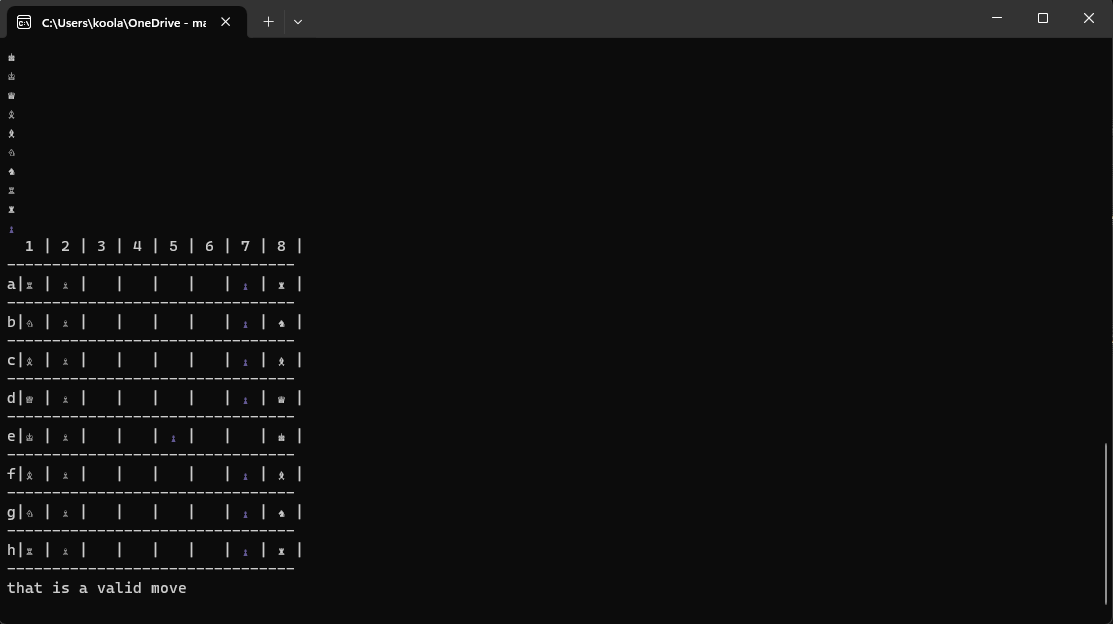 C:\Users\koola\OneDrive - ma
♚
♔
♛
♗
♝
♘
♞
♖
♜
♟
1 | 2 | 3 | 4 | 5 | 6 | 7 | 8 |
--------------------------------
a|♖ | ♙ |   |   |   |   | ♟ | ♜ |
--------------------------------
b|♘ | ♙ |   |   |   |   | ♟ | ♞ |
--------------------------------
c|♗ | ♙ |   |   |   |   | ♟ | ♝ |
--------------------------------
d|♕ | ♙ |   |   |   |   | ♟ | ♛ |
--------------------------------
e|♔ | ♙ |   |   | ♟ |   |   | ♚ |
--------------------------------
f|♗ | ♙ |   |   |   |   | ♟ | ♝ |
--------------------------------
g|♘ | ♙ |   |   |   |   | ♟ | ♞ |
--------------------------------
h|♖ | ♙ |   |   |   |   | ♟ | ♜ |
--------------------------------
that is a valid move